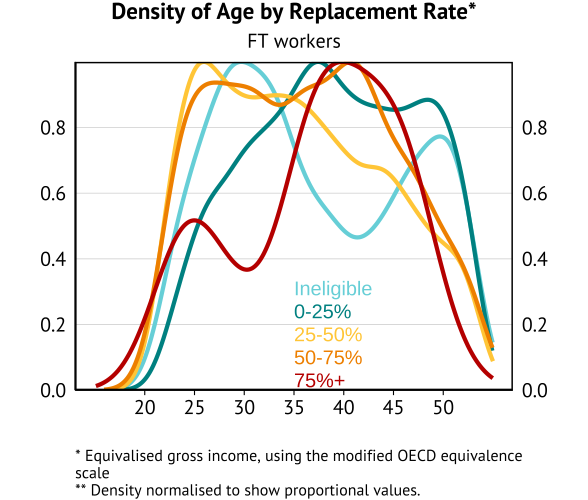 Density of Age by Replacement Rate*
FT workers
0.8 0.8
0.6 0.6
0.4 0.4
Ineligible
0-25%
0.2 25-50% 0.2
50-75%
75%+
0.0 0.0
20 25 30 35 40 45 50
* Equivalised gross income, using the modified OECD equivalence
scale
** Density normalised to show proportional values.